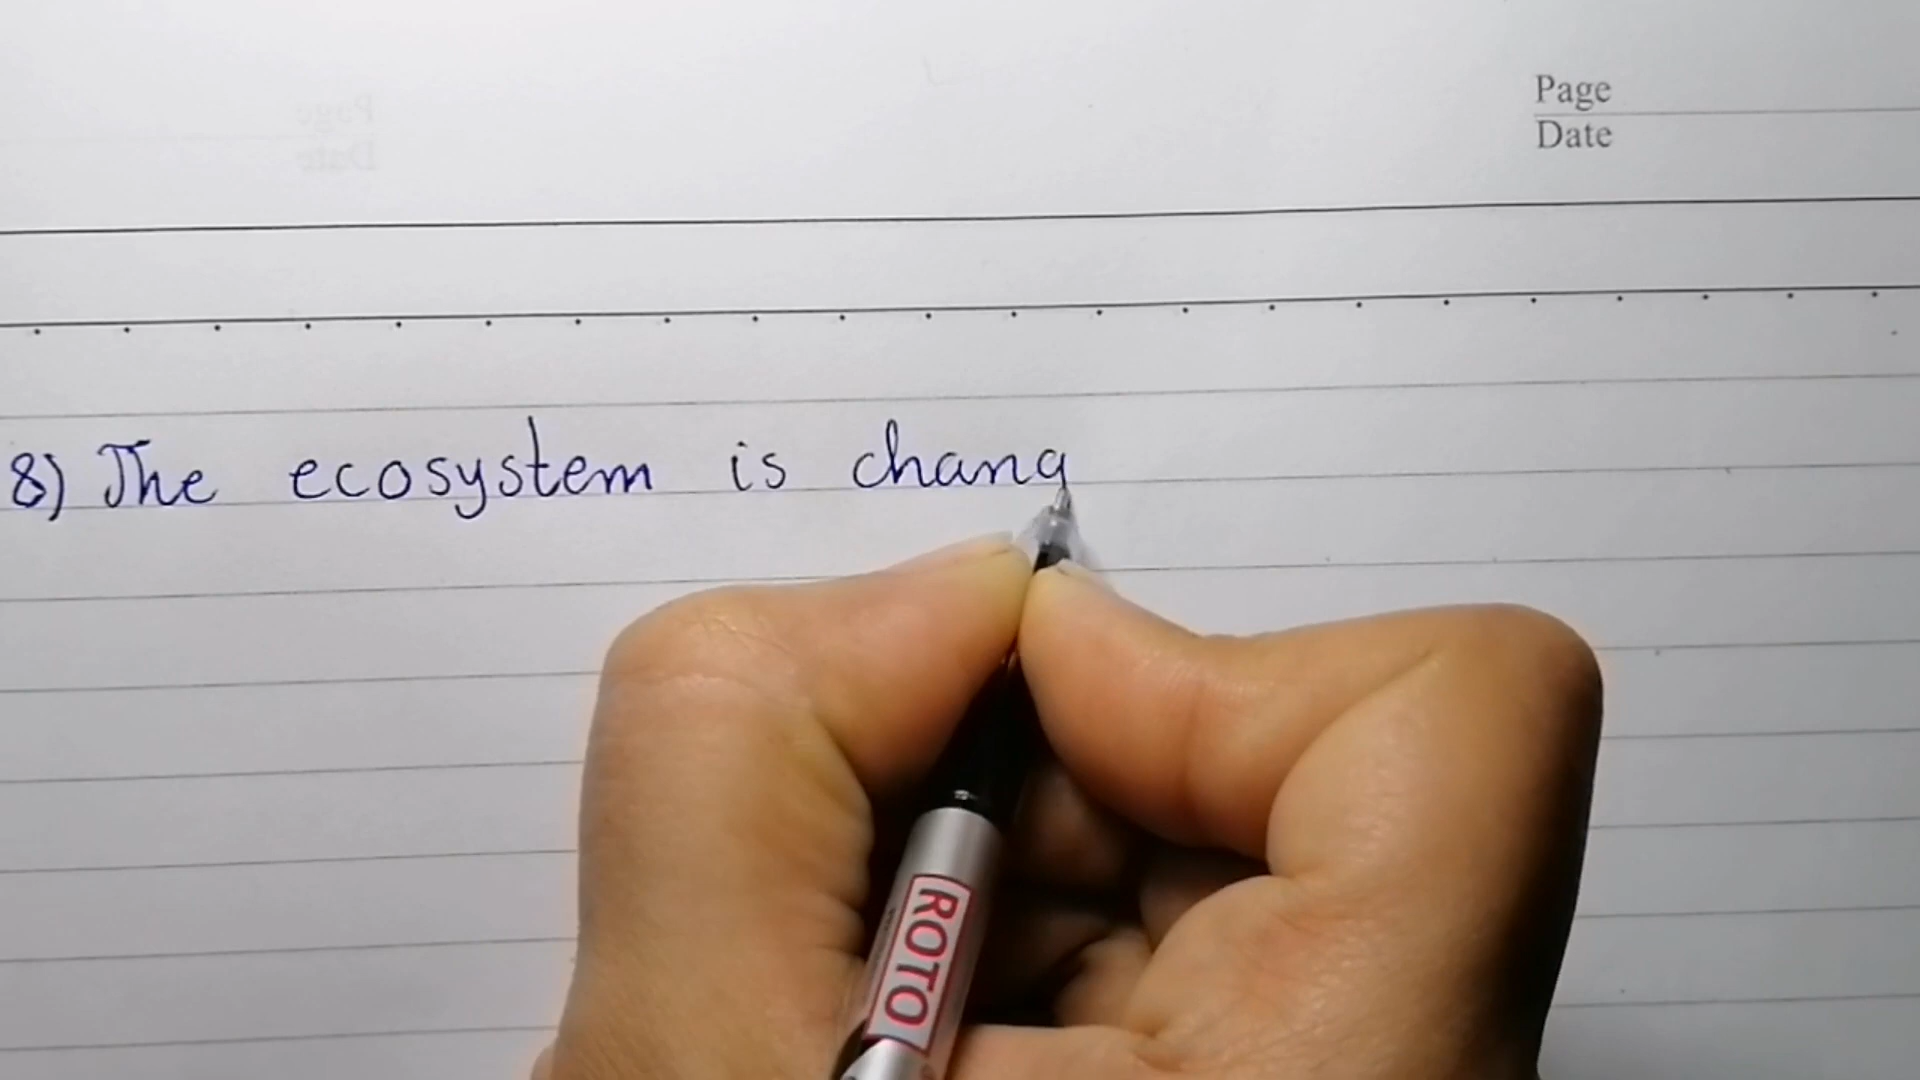 Page
Date
8) The ecosystem is chang
ROTO